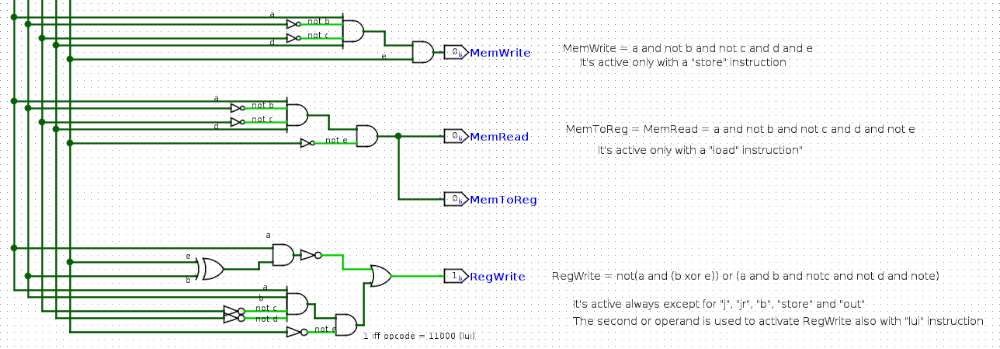 a
not b
not c
d
e
0b
MemWrite
MemWrite = a and not b and not c and d and e
It's active only with a "store" instruction
a
not b
not c
d
not e
0b
MemRead
MemToReg = MemRead = a and not b and not c and d and not e
It's active only with a "load" instruction"
0b
MemToReg
a
e
b
1b
RegWrite
RegWrite = not(a and (b xor e)) or (a and b and notc and not d and note)
a
b
not c
not d
not e
It's active always except for "j", "jr", "b", "store" and "out"
The second or operand is used to activate RegWrite also with "lui" instruction
1 iff opcode = 11000 (lui)